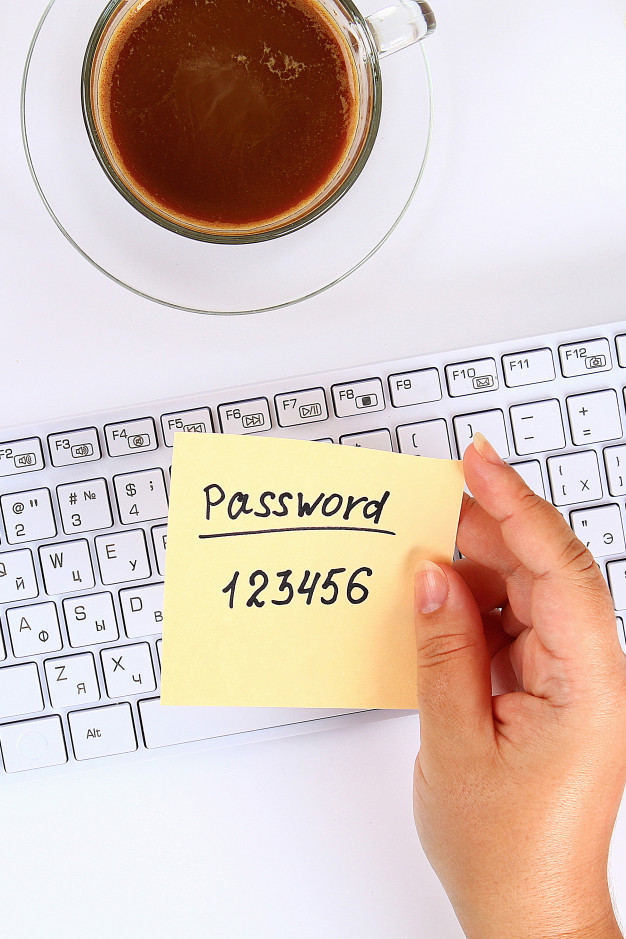 F2 F3 F4 F5 F6 F7 F8 F9 F10 F11 F12
@ " 2 # № 3 $ ; 4 ( ) — - + =
Й W Ц E У { [ Х
A Ф S Ы D В " ' Э
Z Я X Ч
Alt
Password
123456